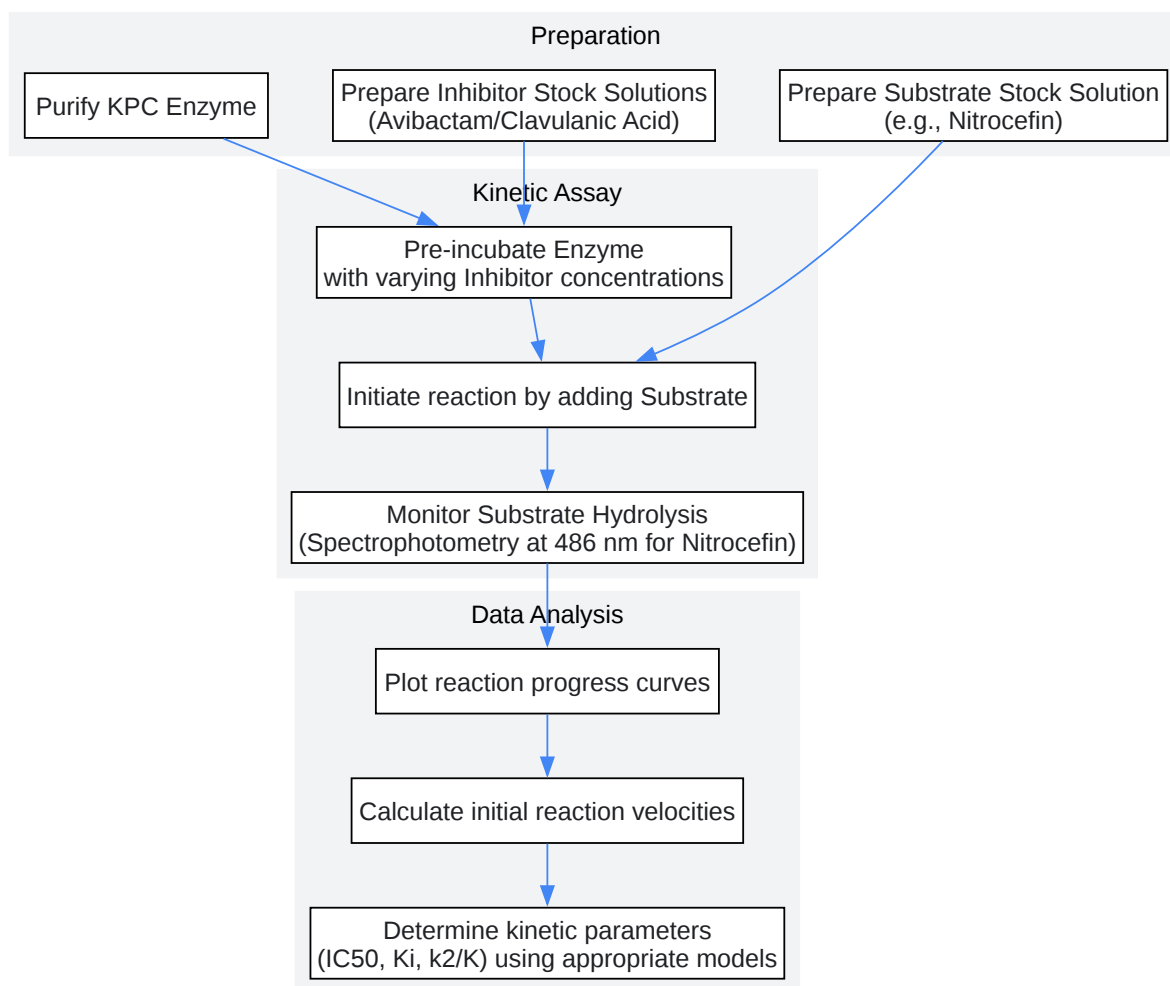 Preparation
Purify KPC Enzyme
Prepare Inhibitor Stock Solutions
(Avibactam/Clavulanic Acid)
Prepare Substrate Stock Solution
(e.g., Nitrocefin)
Kinetic Assay
Pre-incubate Enzyme
with varying Inhibitor concentrations
Initiate reaction by adding Substrate
Monitor Substrate Hydrolysis
(Spectrophotometry at 486 nm for Nitrocefin)
Data Analysis
Plot reaction progress curves
Calculate initial reaction velocities
Determine kinetic parameters
(IC50, Ki, k2/K) using appropriate models